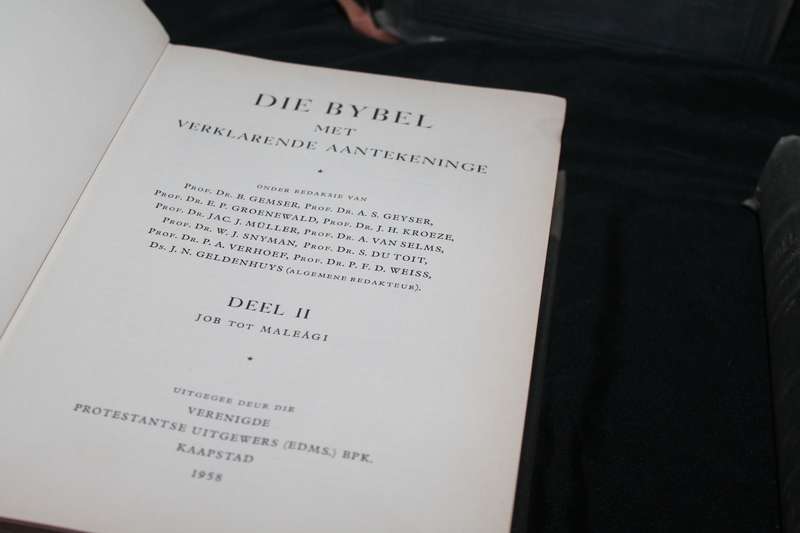 DIE BYBEL
MET
VERKLARENDE AANTEKENINGE
ONDER REDAKSIE VAN
PROF. DR. B. GEMSER, PROF. DR. A. S. GEYSER,
PROF. DR. E. P. GROENEWALD, PROF. DR. J. H. KROEZE,
PROF. DR. JAC. J. MÜLLER, PROF. DR. A. VAN SELMS,
PROF. DR. W. J. SNYMAN, PROF. DR. S. DU TOIT,
PROF. DR. P. A. VERHOEF, PROF. DR. P. F. D. WEISS,
DS. J. N. GELDENHUYS (ALGEMENE REDAKTEUR).
DEEL II
JOB TOT MALEÁGI
UITGEGEE DEUR DIE
VERENIGDE
PROTESTANTSE UITGEWERS (EDMS.) BPK.
KAAPSTAD
1958